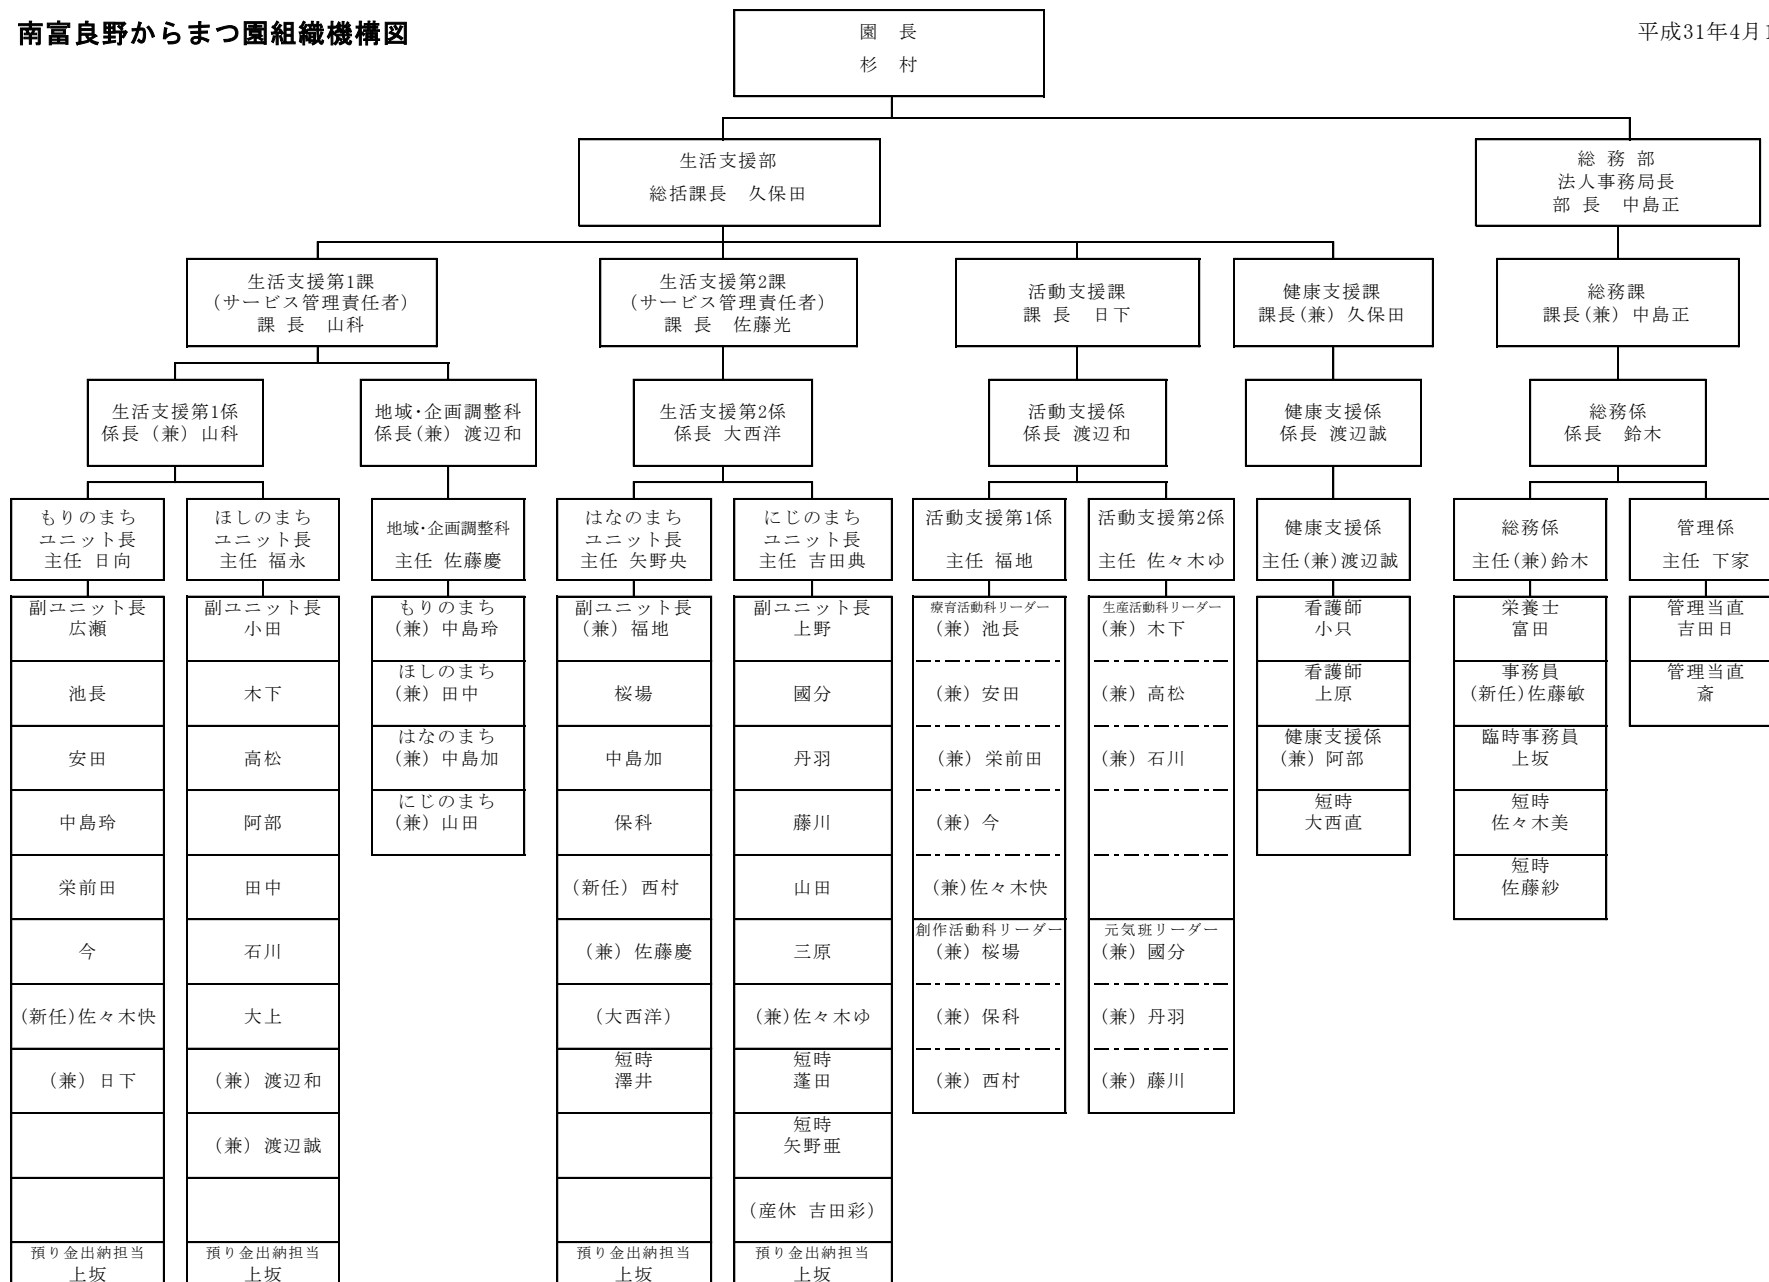 南富良野からまつ園組織機構図
平成31年4月1
園　長
杉　村
生活支援部
総括課長　久保田
総 務 部
法人事務局長
部 長　中島正
生活支援第1課
(サービス管理責任者)
課 長　山科
生活支援第2課
(サービス管理責任者)
課 長　佐藤光
活動支援課
課 長　日下
健康支援課
課長(兼) 久保田
総務課
課長(兼) 中島正
生活支援第1係
係長 (兼) 山科
地域・企画調整科
係長(兼) 渡辺和
生活支援第2係
係長 大西洋
活動支援係
係長 渡辺和
健康支援係
係長 渡辺誠
総務係
係長　鈴木
もりのまち
ユニット長
主任 日向
ほしのまち
ユニット長
主任 福永
地域・企画調整科
主任 佐藤慶
はなのまち
ユニット長
主任 矢野央
にじのまち
ユニット長
主任 吉田典
活動支援第1係
主任 福地
活動支援第2係
主任 佐々木ゆ
健康支援係
主任(兼)渡辺誠
総務係
主任(兼)鈴木
管理係
主任 下家
副ユニット長
広瀬
池長
安田
中島玲
栄前田
今
(新任)佐々木快
(兼) 日下
預り金出納担当
上坂
副ユニット長
小田
木下
高松
阿部
田中
石川
大上
(兼) 渡辺和
(兼) 渡辺誠
預り金出納担当
上坂
もりのまち
(兼) 中島玲
ほしのまち
(兼) 田中
はなのまち
(兼) 中島加
にじのまち
(兼) 山田
副ユニット長
(兼) 福地
桜場
中島加
保科
(新任) 西村
(兼) 佐藤慶
(大西洋)
短時
澤井
預り金出納担当
上坂
副ユニット長
上野
國分
丹羽
藤川
山田
三原
(兼)佐々木ゆ
短時
蓬田
短時
矢野亜
(産休 吉田彩)
預り金出納担当
上坂
療育活動科リーダー
(兼) 池長
(兼) 安田
(兼) 栄前田
(兼) 今
(兼)佐々木快
創作活動科リーダー
(兼) 桜場
(兼) 保科
(兼) 西村
生産活動科リーダー
(兼) 木下
(兼) 高松
(兼) 石川
元気班リーダー
(兼) 國分
(兼) 丹羽
(兼) 藤川
看護師
小只
看護師
上原
健康支援係
(兼) 阿部
短時
大西直
栄養士
富田
事務員
(新任)佐藤敏
臨時事務員
上坂
短時
佐々木美
短時
佐藤紗
管理当直
吉田日
管理当直
斎